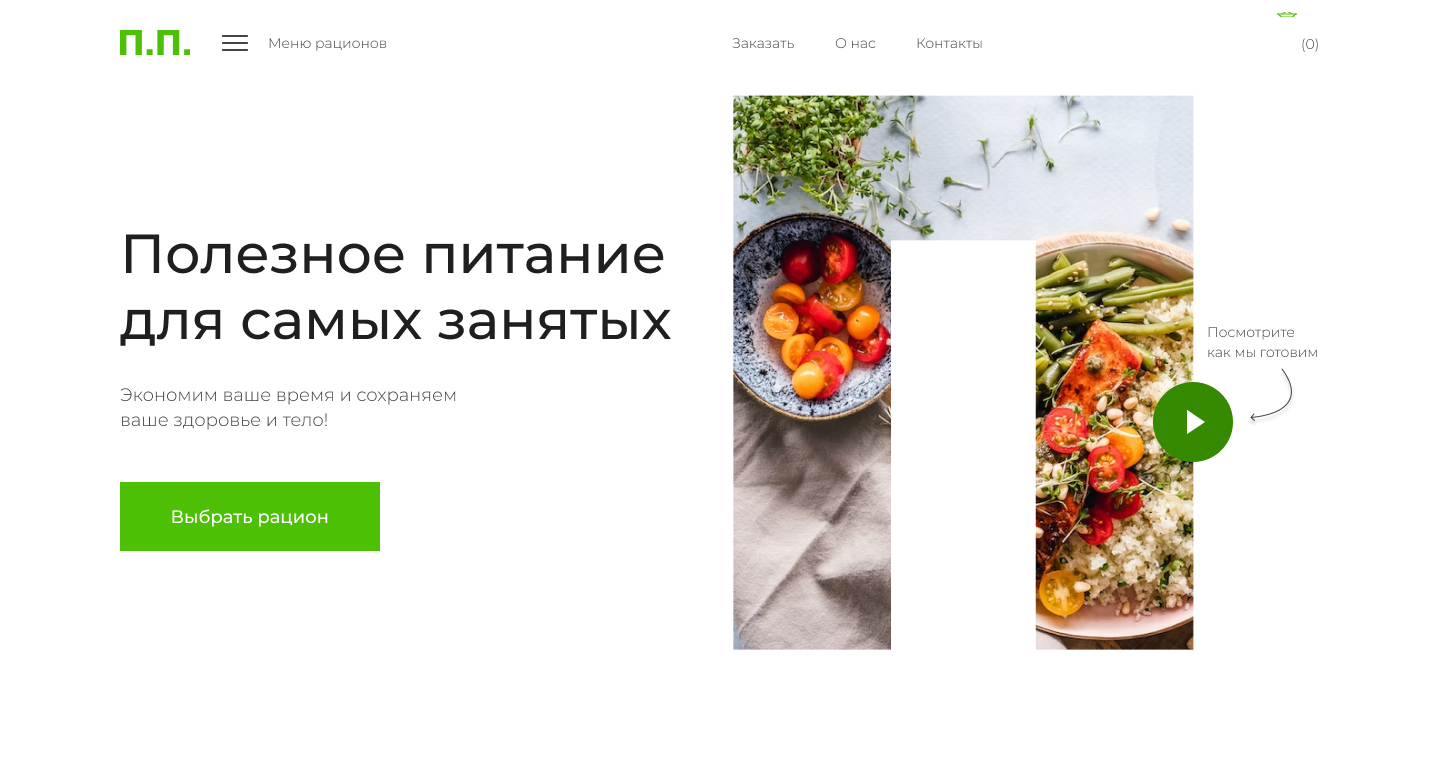 П.П.
Меню рационов
Заказать
О нас
Контакты
(0)
Полезное питание
для самых занятых
Экономим ваше время и сохраняем
ваше здоровье и тело!
Выбрать рацион
Посмотрите
как мы готовим